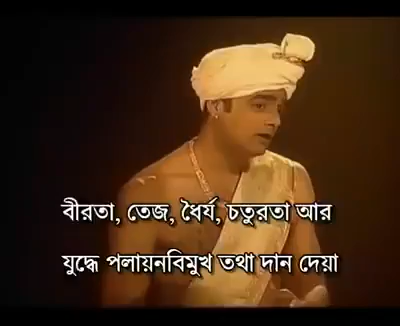 বীরতা, তেজ, ধৈর্য, চতুরতা আর
যুদ্ধে পলায়নবিমুখ তথা দান দেয়া